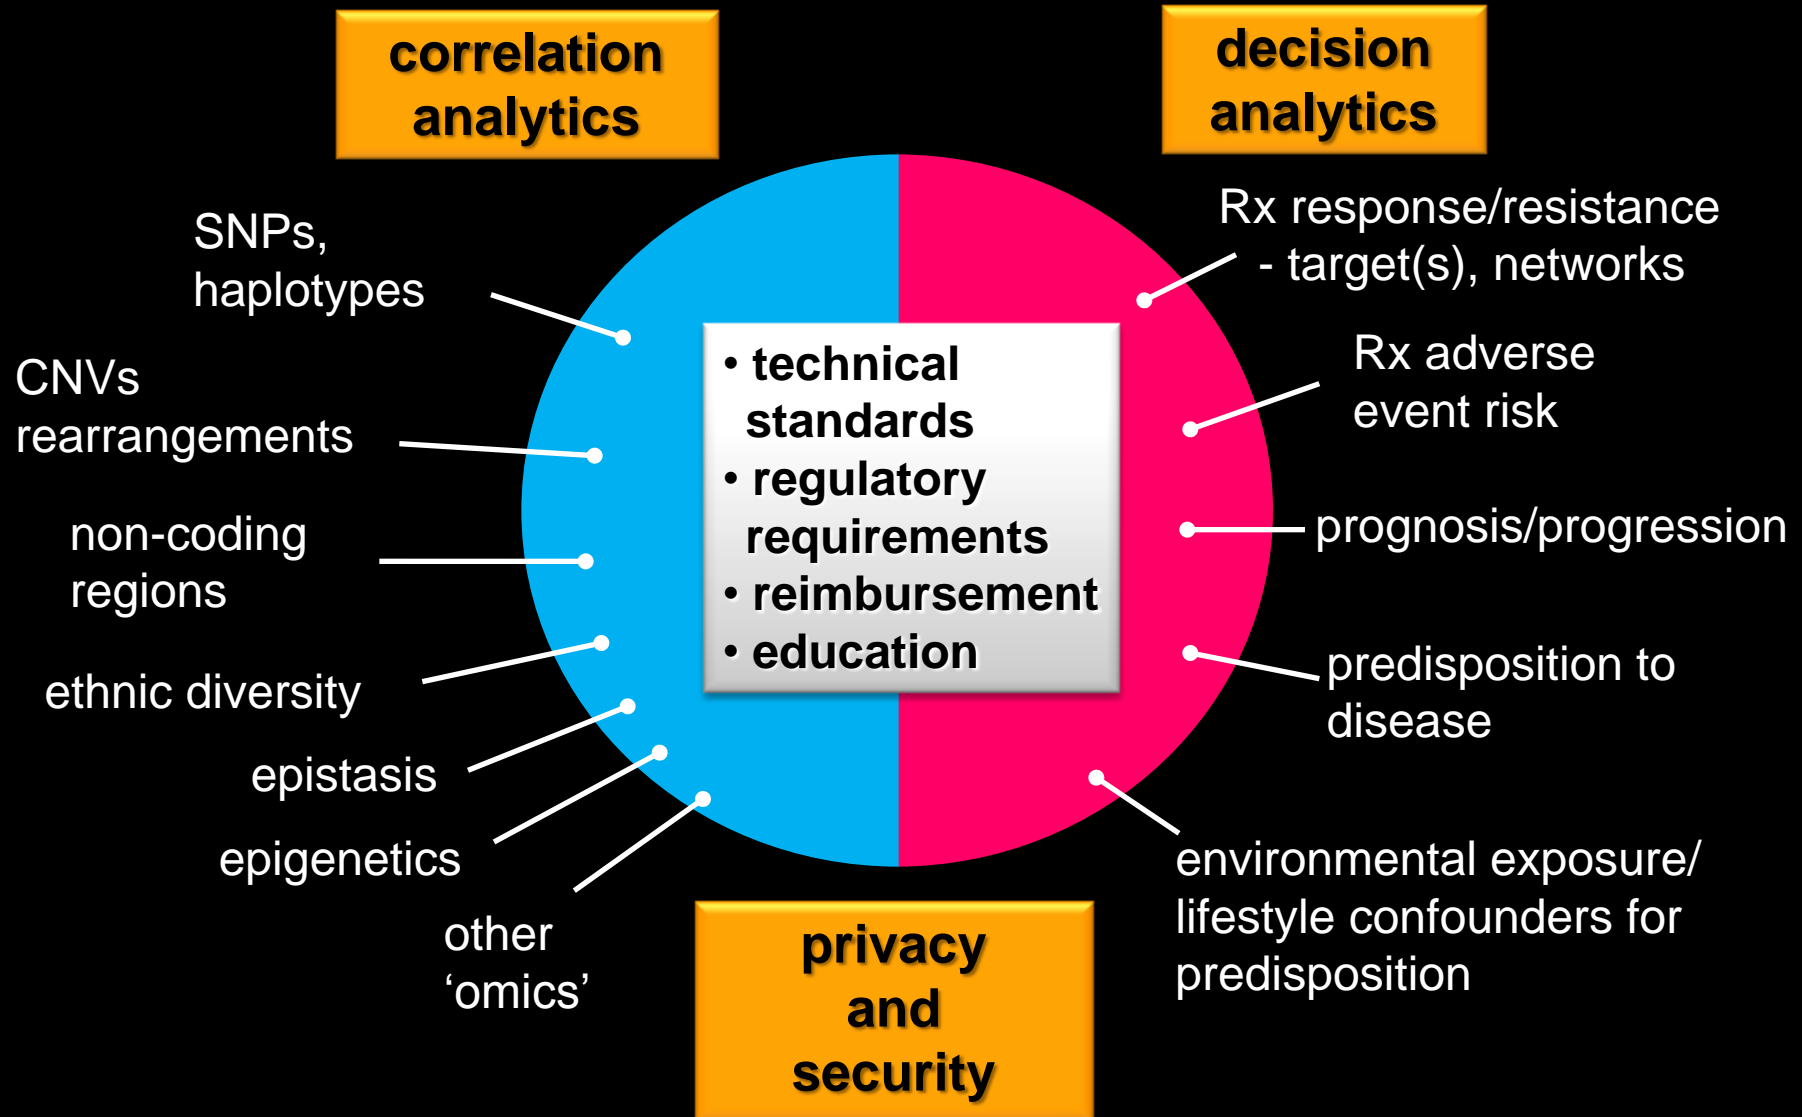 correlation
analytics
decision
analytics
SNPs,
haplotypes
CNVs
rearrangements
non-coding
regions
ethnic diversity
epistasis
epigenetics
other
‘omics’
• technical
standards
• regulatory
requirements
• reimbursement
• education
Rx response/resistance
- target(s), networks
Rx adverse
event risk
prognosis/progression
predisposition to
disease
environmental exposure/
lifestyle confounders for
predisposition
privacy
and
security